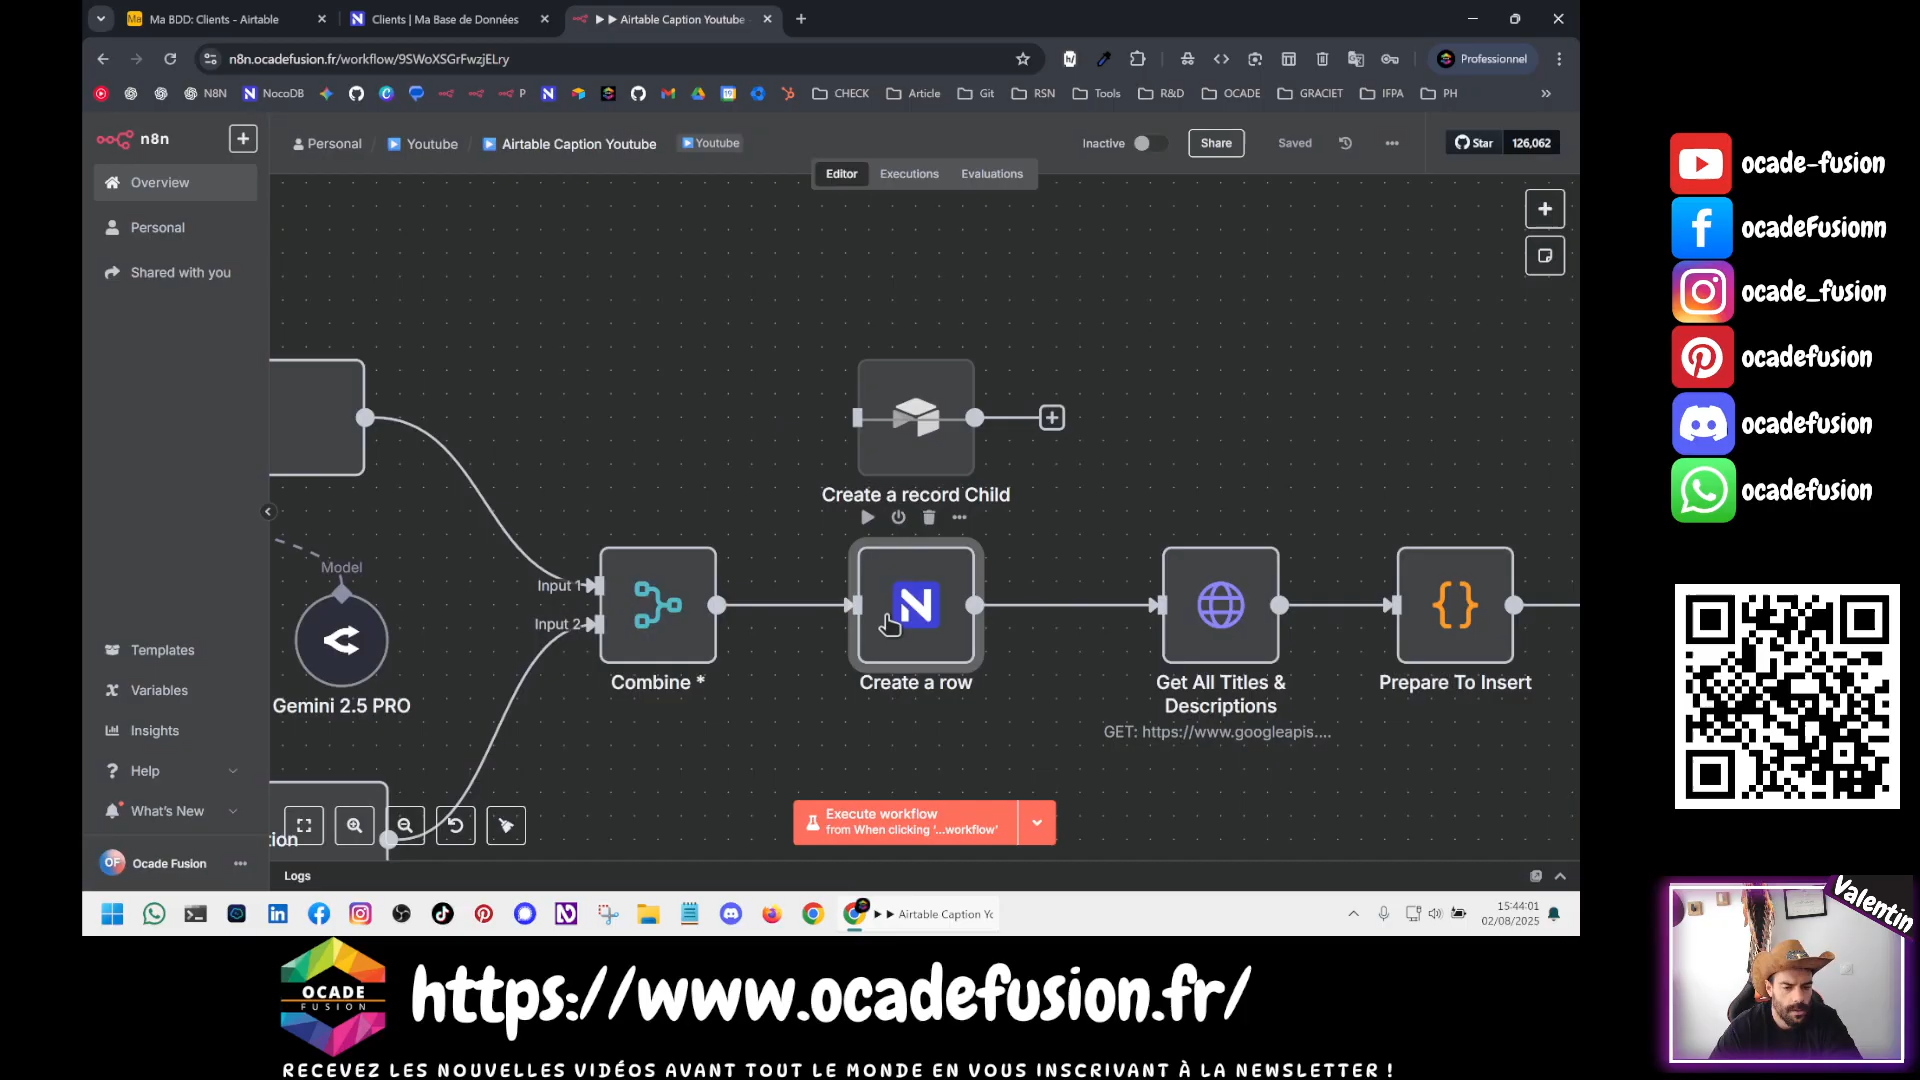 Ma BDD: Clients - Airtable
Clients | Ma Base de Données
Airtable Caption Youtube
n8n.ocadefusion.fr/workflow/9SWoXSGrFwzjELry
Professionnel
N8N
NocoDB
P
CHECK
Article
Git
RSN
Tools
R&D
OCADE
GRACIET
IFPA
PH
n8n
Personal
Youtube
Airtable Caption Youtube
Youtube
Inactive
Share
Saved
Star
126,062
Editor
Executions
Evaluations
Overview
Personal
Shared with you
Create a record Child
Model
Input 1
Input 2
Gemini 2.5 PRO
Combine *
Create a row
Get All Titles &
Descriptions
GET: https://www.googleapis....
Prepare To Insert
Templates
Variables
Insights
Help
What's New
tion
Execute workflow
from When clicking '...workflow'
OF
Ocade Fusion
Logs
Airtable Caption Yc
15:44:01
02/08/2025
ocade-fusion
ocadeFusionn
ocade_fusion
ocadefusion
ocadefusion
ocadefusion
Valentin
OCADE
FUSION
https://www.ocadefusion.fr/
RECEVEZ LES NOUVELLES VIDÉOS AVANT TOUT LE MONDE EN VOUS INSCRIVANT À LA NEWSLETTER !